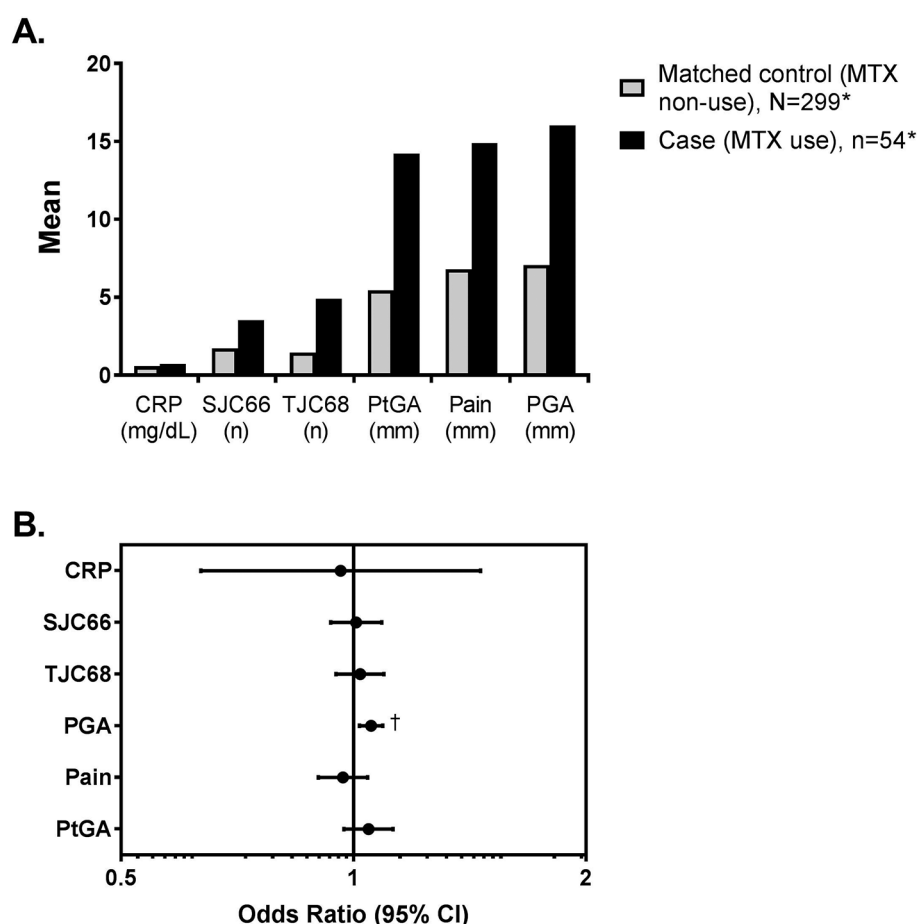 A.
20
15
10
5
0
Mean
Matched control (MTX
non-use), N=299*
Case (MTX use), n=54*
CRP SJC66 TJC68 PtGA Pain PGA
(mg/dL) (n) (n) (mm) (mm) (mm)
B.
CRP
SJC66
TJC68
PGA †
Pain
PtGA
0.5 1 2
Odds Ratio (95% CI)